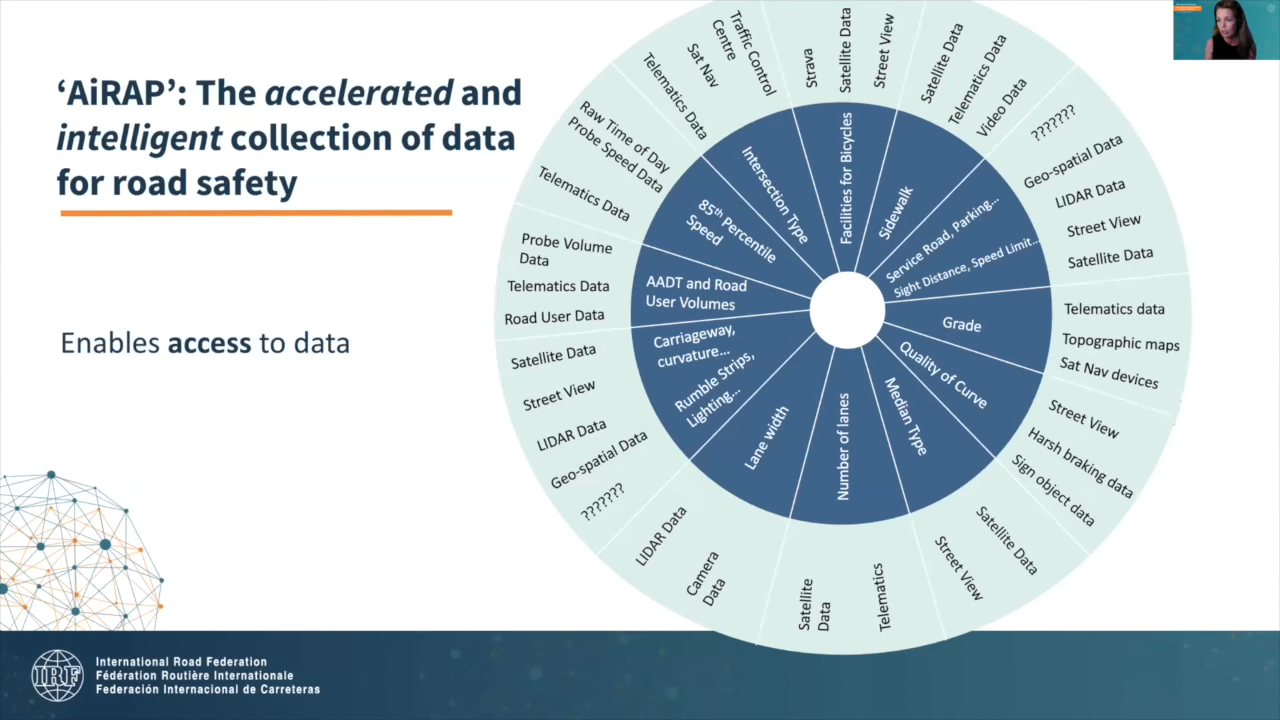 ‘AiRAP’: The accelerated and
intelligent collection of data
for road safety
Enables access to data
Traffic Control
Centre
Sat Nav
Telematics Data
Intersection Type
Strava
Satellite Data
Street View
Facilities for Bicycles
Satellite Data
Telematics Data
Video Data
Sidewalk
???????
Geo-spatial Data
LIDAR Data
Street View
Satellite Data
Service Road, Parking...
Sight Distance, Speed Limit...
Telematics data
Topographic maps
Sat Nav devices
Grade
Street View
Harsh braking data
Sign object data
Quality of Curve
Satellite Data
Street View
Median Type
Telematics
Satellite
Data
Number of lanes
Camera
Data
LIDAR Data
Lane width
Satellite Data
Street View
LIDAR Data
Geo-spatial Data
???????
Carriageway,
curvature...
Rumble Strips,
Lighting...
Probe Volume
Data
Telematics Data
Road User Data
AADT and Road
User Volumes
Raw Time of Day
Probe Speed Data
Telematics Data
85th Percentile
Speed
IRF
International Road Federation
Fédération Routière Internationale
Federación Internacional de Carreteras